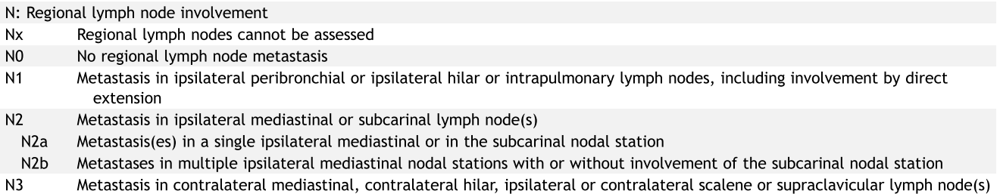 N: Regional lymph node involvement
Nx Regional lymph nodes cannot be assessed
N0 No regional lymph node metastasis
N1 Metastasis in ipsilateral peribronchial or ipsilateral hilar or intrapulmonary lymph nodes, including involvement by direct
extension
N2 Metastasis in ipsilateral mediastinal or subcarinal lymph node(s)
N2a Metastasis(es) in a single ipsilateral mediastinal or in the subcarinal nodal station
N2b Metastases in multiple ipsilateral mediastinal nodal stations with or without involvement of the subcarinal nodal station
N3 Metastasis in contralateral mediastinal, contralateral hilar, ipsilateral or contralateral scalene or supraclavicular lymph node(s)